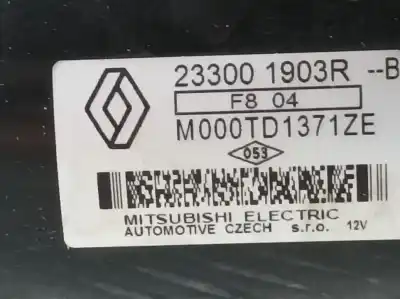 23300 1903R --B
F8 04
M000TD1371ZE
053
MITSUBISHI ELECTRIC
AUTOMOTIVE CZECH s.r.o. 12V